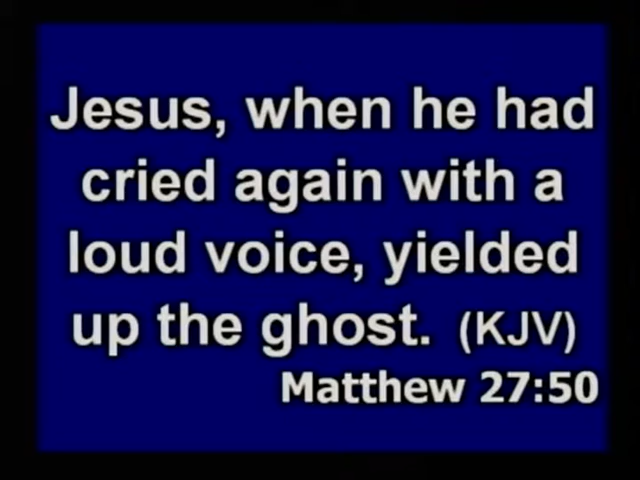 Jesus, when he had
cried again with a
loud voice, yielded
up the ghost. (KJV)
Matthew 27:50